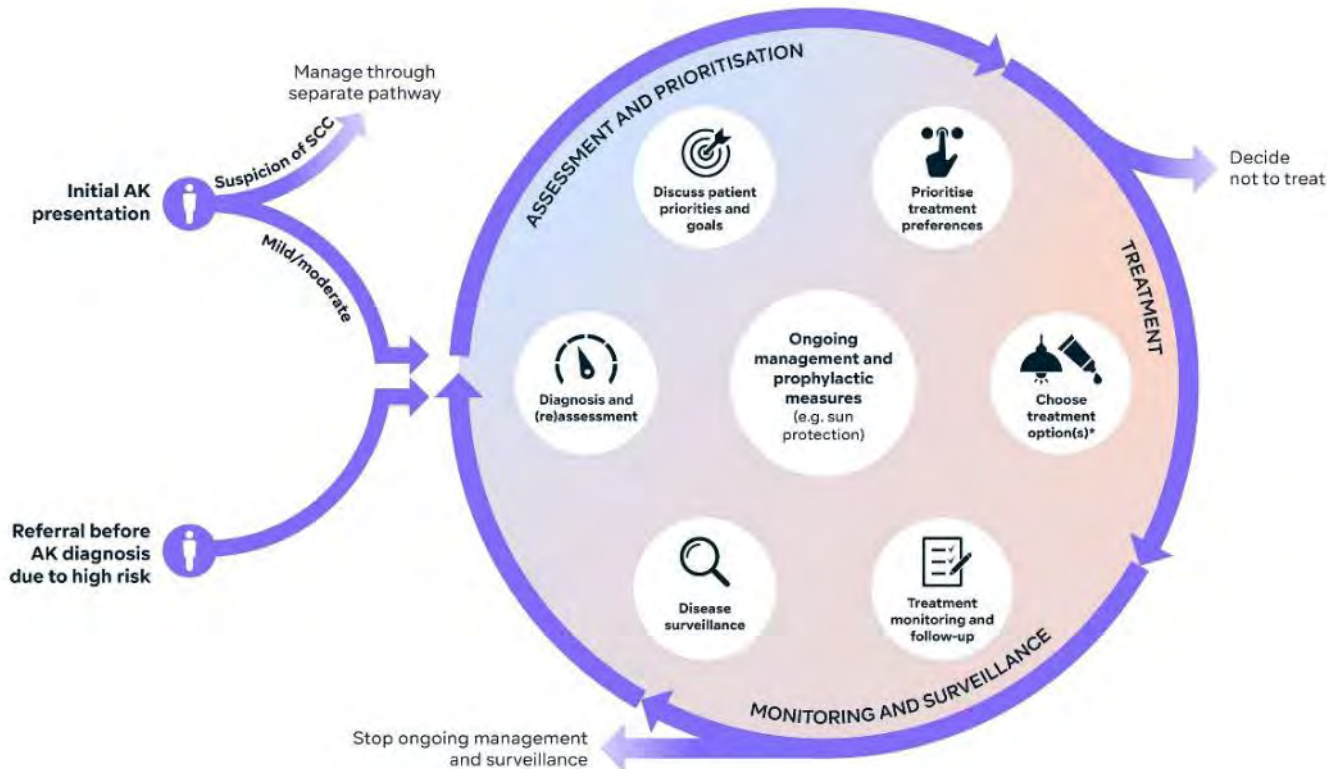 Manage through
separate pathway
Suspicion of SCC
Initial AK
presentation
Mild/moderate
Referral before
AK diagnosis
due to high risk
ASSESSMENT AND PRIORITISATION
Discuss patient
priorities and
goals
Prioritise
treatment
preferences
Decide
not to treat
TREATMENT
Diagnosis and
(re)assessment
Ongoing
management and
prophylactic
measures
(e.g. sun
protection)
Choose
treatment
option(s)*
Disease
surveillance
Treatment
monitoring and
follow-up
MONITORING AND SURVEILLANCE
Stop ongoing management
and surveillance